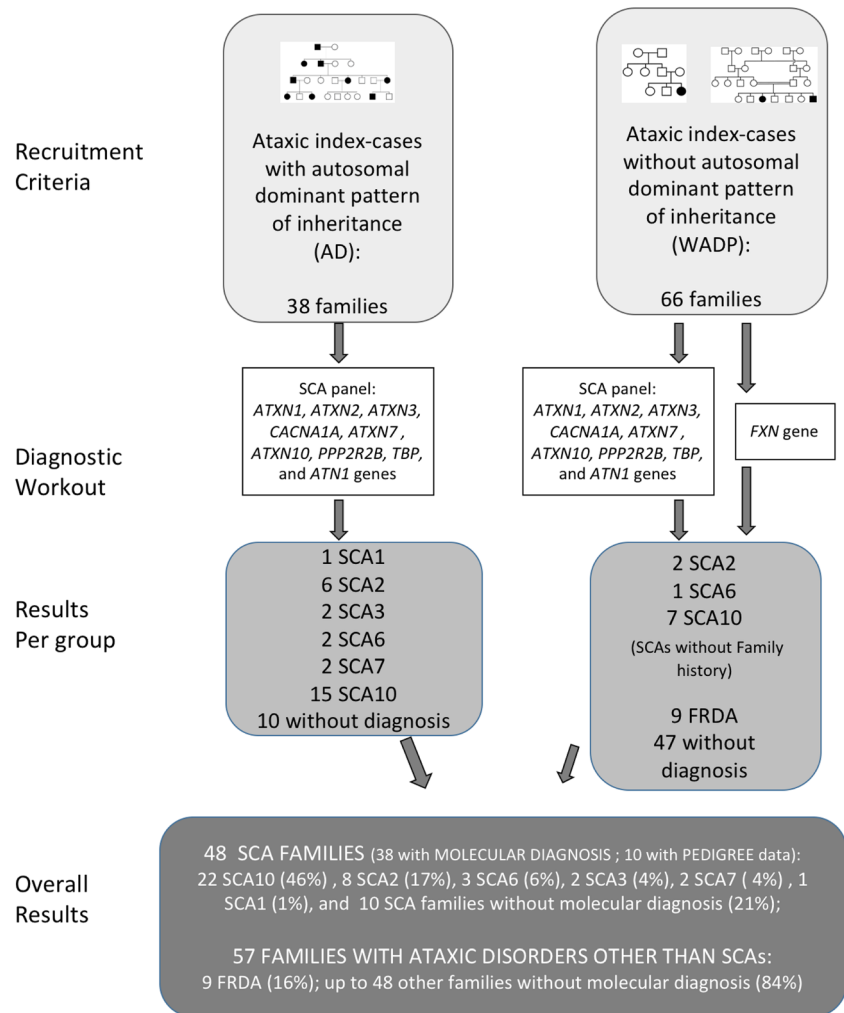 Recruitment
Criteria
Ataxic index-cases
with autosomal
dominant pattern
of inheritance
(AD):
38 families
Ataxic index-cases
without autosomal
dominant pattern
of inheritance
(WADP):
66 families
Diagnostic
Workout
SCA panel:
ATXN1, ATXN2, ATXN3,
CACNA1A, ATXN7 ,
ATXN10, PPP2R2B, TBP,
and ATN1 genes
SCA panel:
ATXN1, ATXN2, ATXN3,
CACNA1A, ATXN7 ,
ATXN10, PPP2R2B, TBP,
and ATN1 genes
FXN gene
Results
Per group
1 SCA1
6 SCA2
2 SCA3
2 SCA6
2 SCA7
15 SCA10
10 without diagnosis
2 SCA2
1 SCA6
7 SCA10
(SCAs without Family
history)
9 FRDA
47 without
diagnosis
Overall
Results
48 SCA FAMILIES (38 with MOLECULAR DIAGNOSIS ; 10 with PEDIGREE data):
22 SCA10 (46%) , 8 SCA2 (17%), 3 SCA6 (6%), 2 SCA3 (4%), 2 SCA7 ( 4%) , 1
SCA1 (1%), and 10 SCA families without molecular diagnosis (21%);
57 FAMILIES WITH ATAXIC DISORDERS OTHER THAN SCAs:
9 FRDA (16%); up to 48 other families without molecular diagnosis (84%)